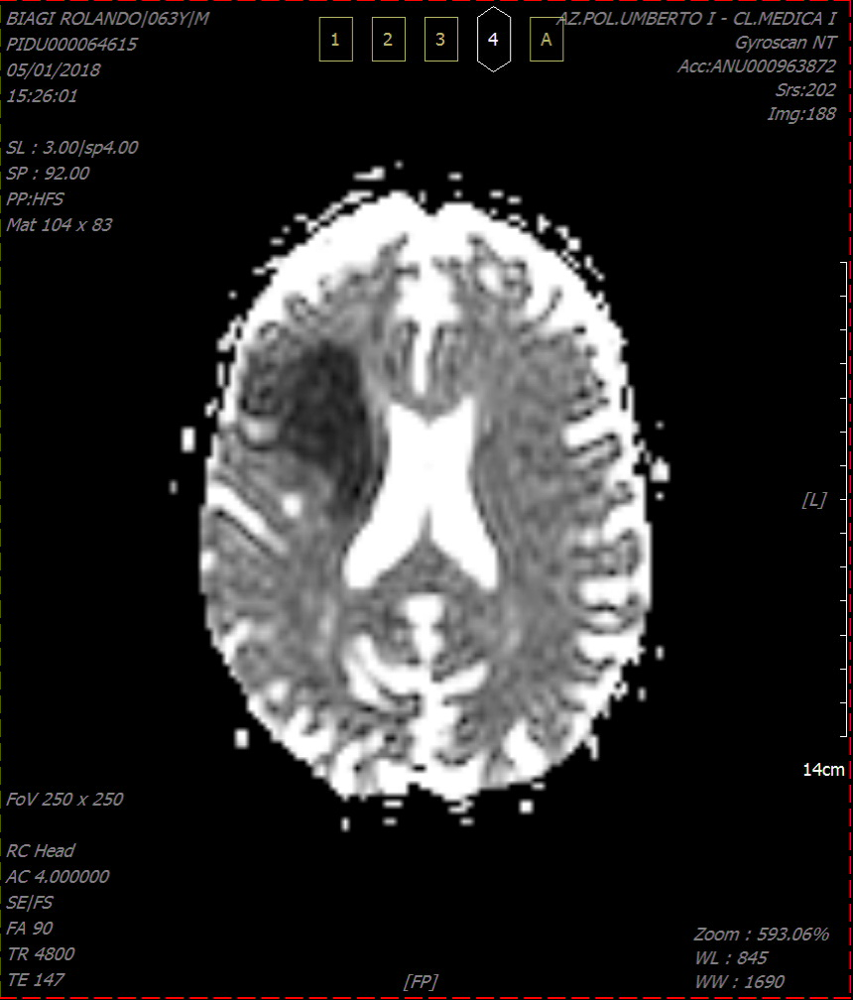 BIAGI ROLANDO|063Y|M
PIDU000064615
05/01/2018
15:26:01
SL : 3.00|sp4.00
SP : 92.00
PP:HFS
Mat 104 x 83
1 2 3 4 A
AZ.POL.UMBERTO I - CL.MEDICA I
Gyroscan NT
Acc:ANU000963872
Srs:202
Img:188
[L]
14cm
FoV 250 x 250
RC Head
AC 4.000000
SE/FS
FA 90
TR 4800
TE 147
[FP]
Zoom : 593.06%
WL : 845
WW : 1690